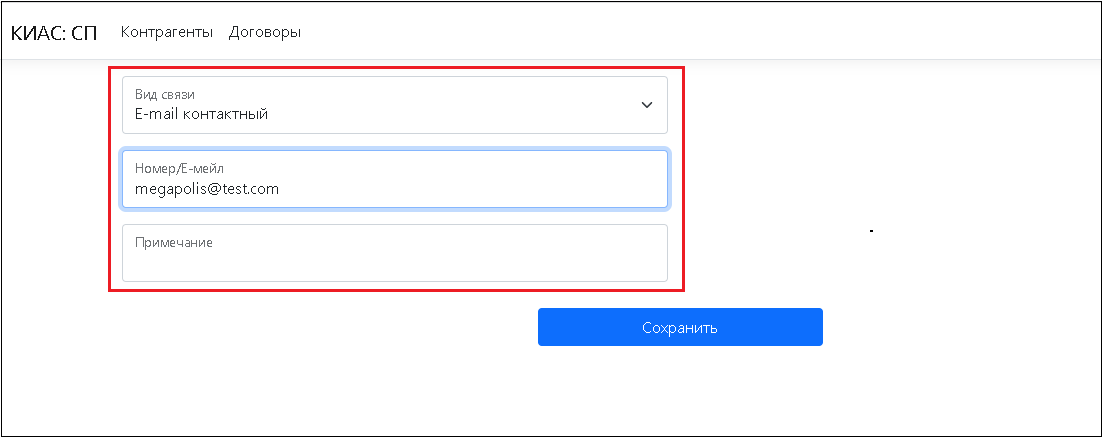 КИАС: СП Контрагенты Договоры
Вид связи
E-mail контактный
Номер/E-мейл
megapolis@test.com
Примечание
Сохранить